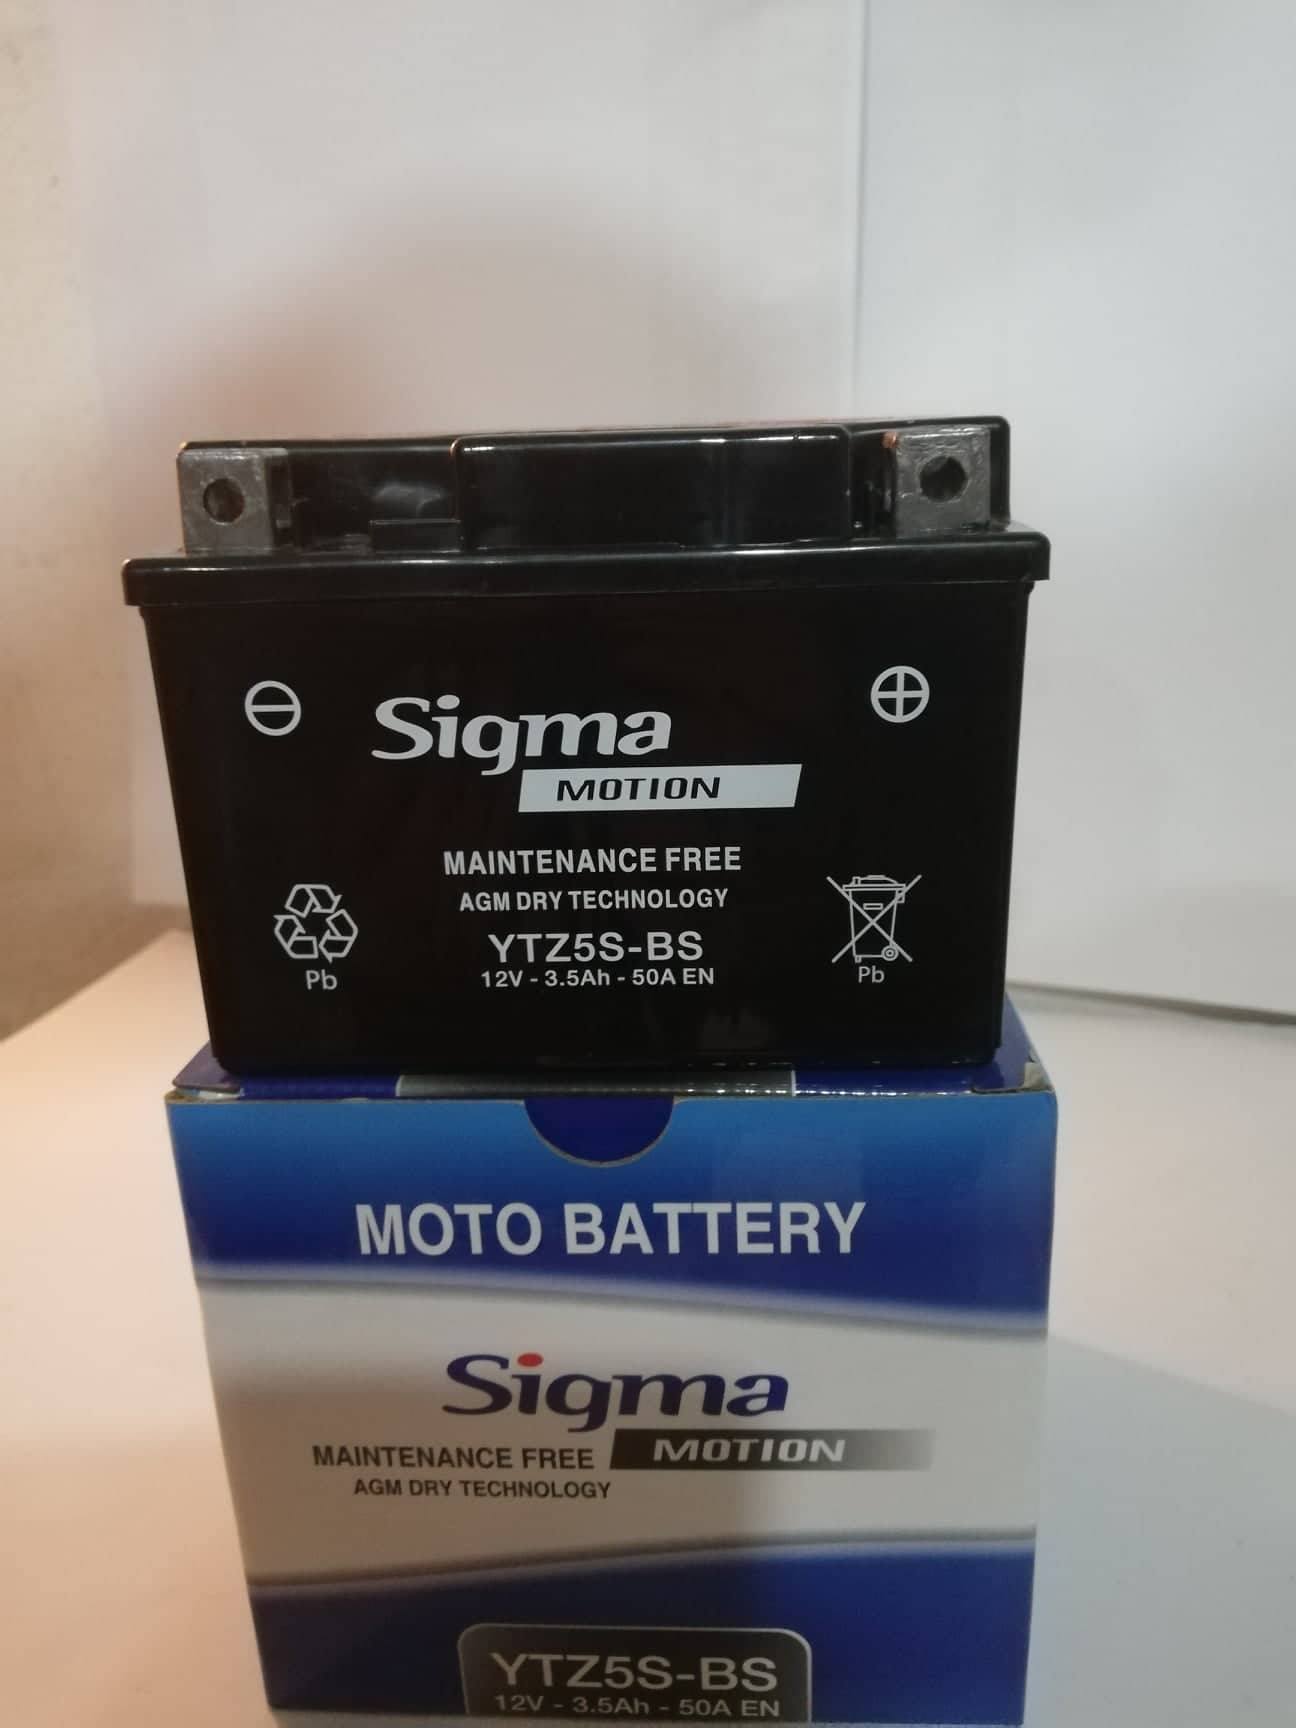 Sigma
MOTION
MAINTENANCE FREE
AGM DRY TECHNOLOGY
YTZ5S-BS
12V - 3.5Ah - 50A EN
Pb
Pb
MOTO BATTERY
Sigma
MOTION
MAINTENANCE FREE
AGM DRY TECHNOLOGY
YTZ5S-BS
12V - 3.5Ah - 50A EN